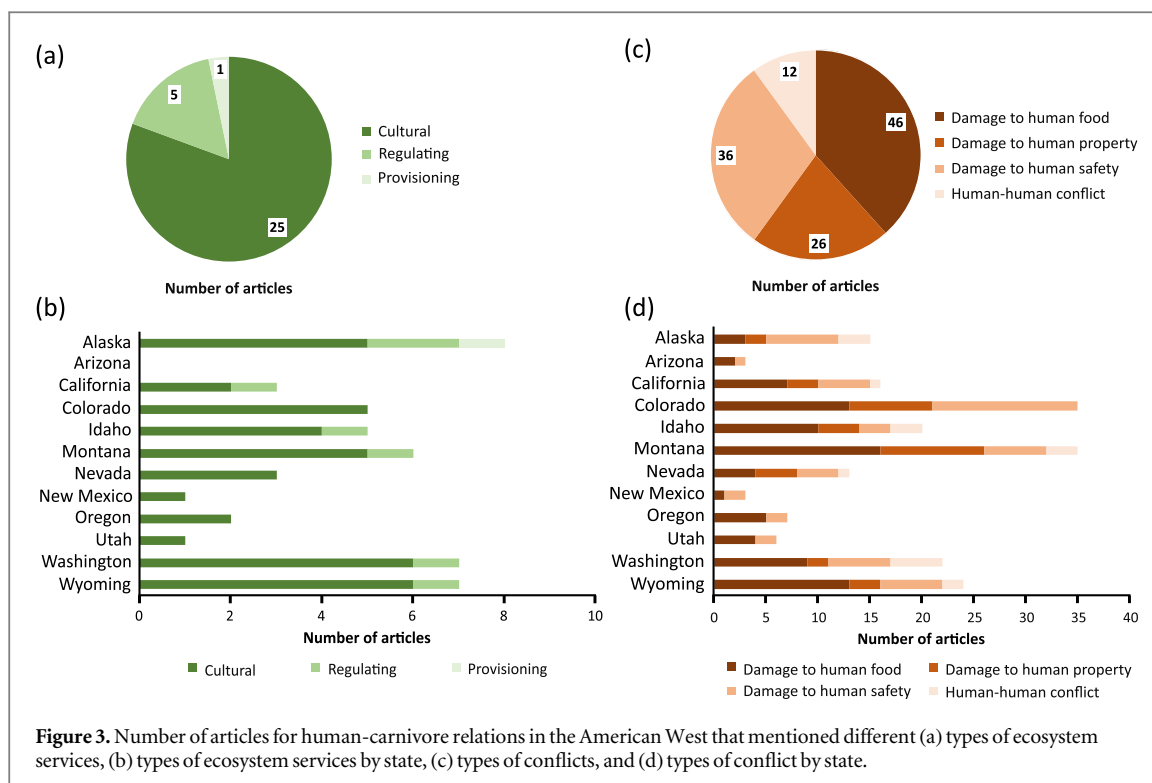 (a)
1
5
25
Cultural
Regulating
Provisioning
Number of articles
(c)
12
46
36
26
Damage to human food
Damage to human property
Damage to human safety
Human-human conflict
Number of articles
(b)
Alaska
Arizona
California
Colorado
Idaho
Montana
Nevada
New Mexico
Oregon
Utah
Washington
Wyoming
0 2 4 6 8 10
Number of articles
Cultural Regulating Provisioning
(d)
Alaska
Arizona
California
Colorado
Idaho
Montana
Nevada
New Mexico
Oregon
Utah
Washington
Wyoming
0 5 10 15 20 25 30 35 40
Number of articles
Damage to human food Damage to human property
Damage to human safety Human-human conflict
Figure 3. Number of articles for human-carnivore relations in the American West that mentioned different (a) types of ecosystem
services, (b) types of ecosystem services by state, (c) types of conflicts, and (d) types of conflict by state.